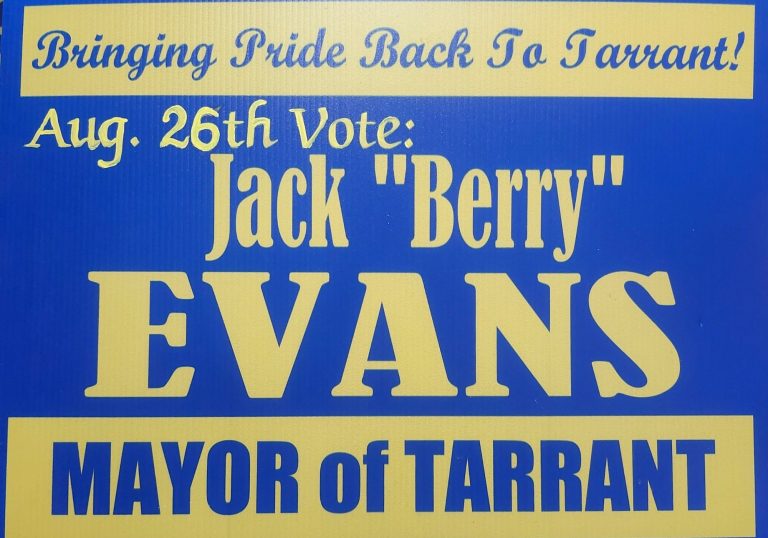 Bringing Pride Back To Tarrant!
Aug. 26th Vote:
Jack "Berry"
EVANS
MAYOR of TARRANT